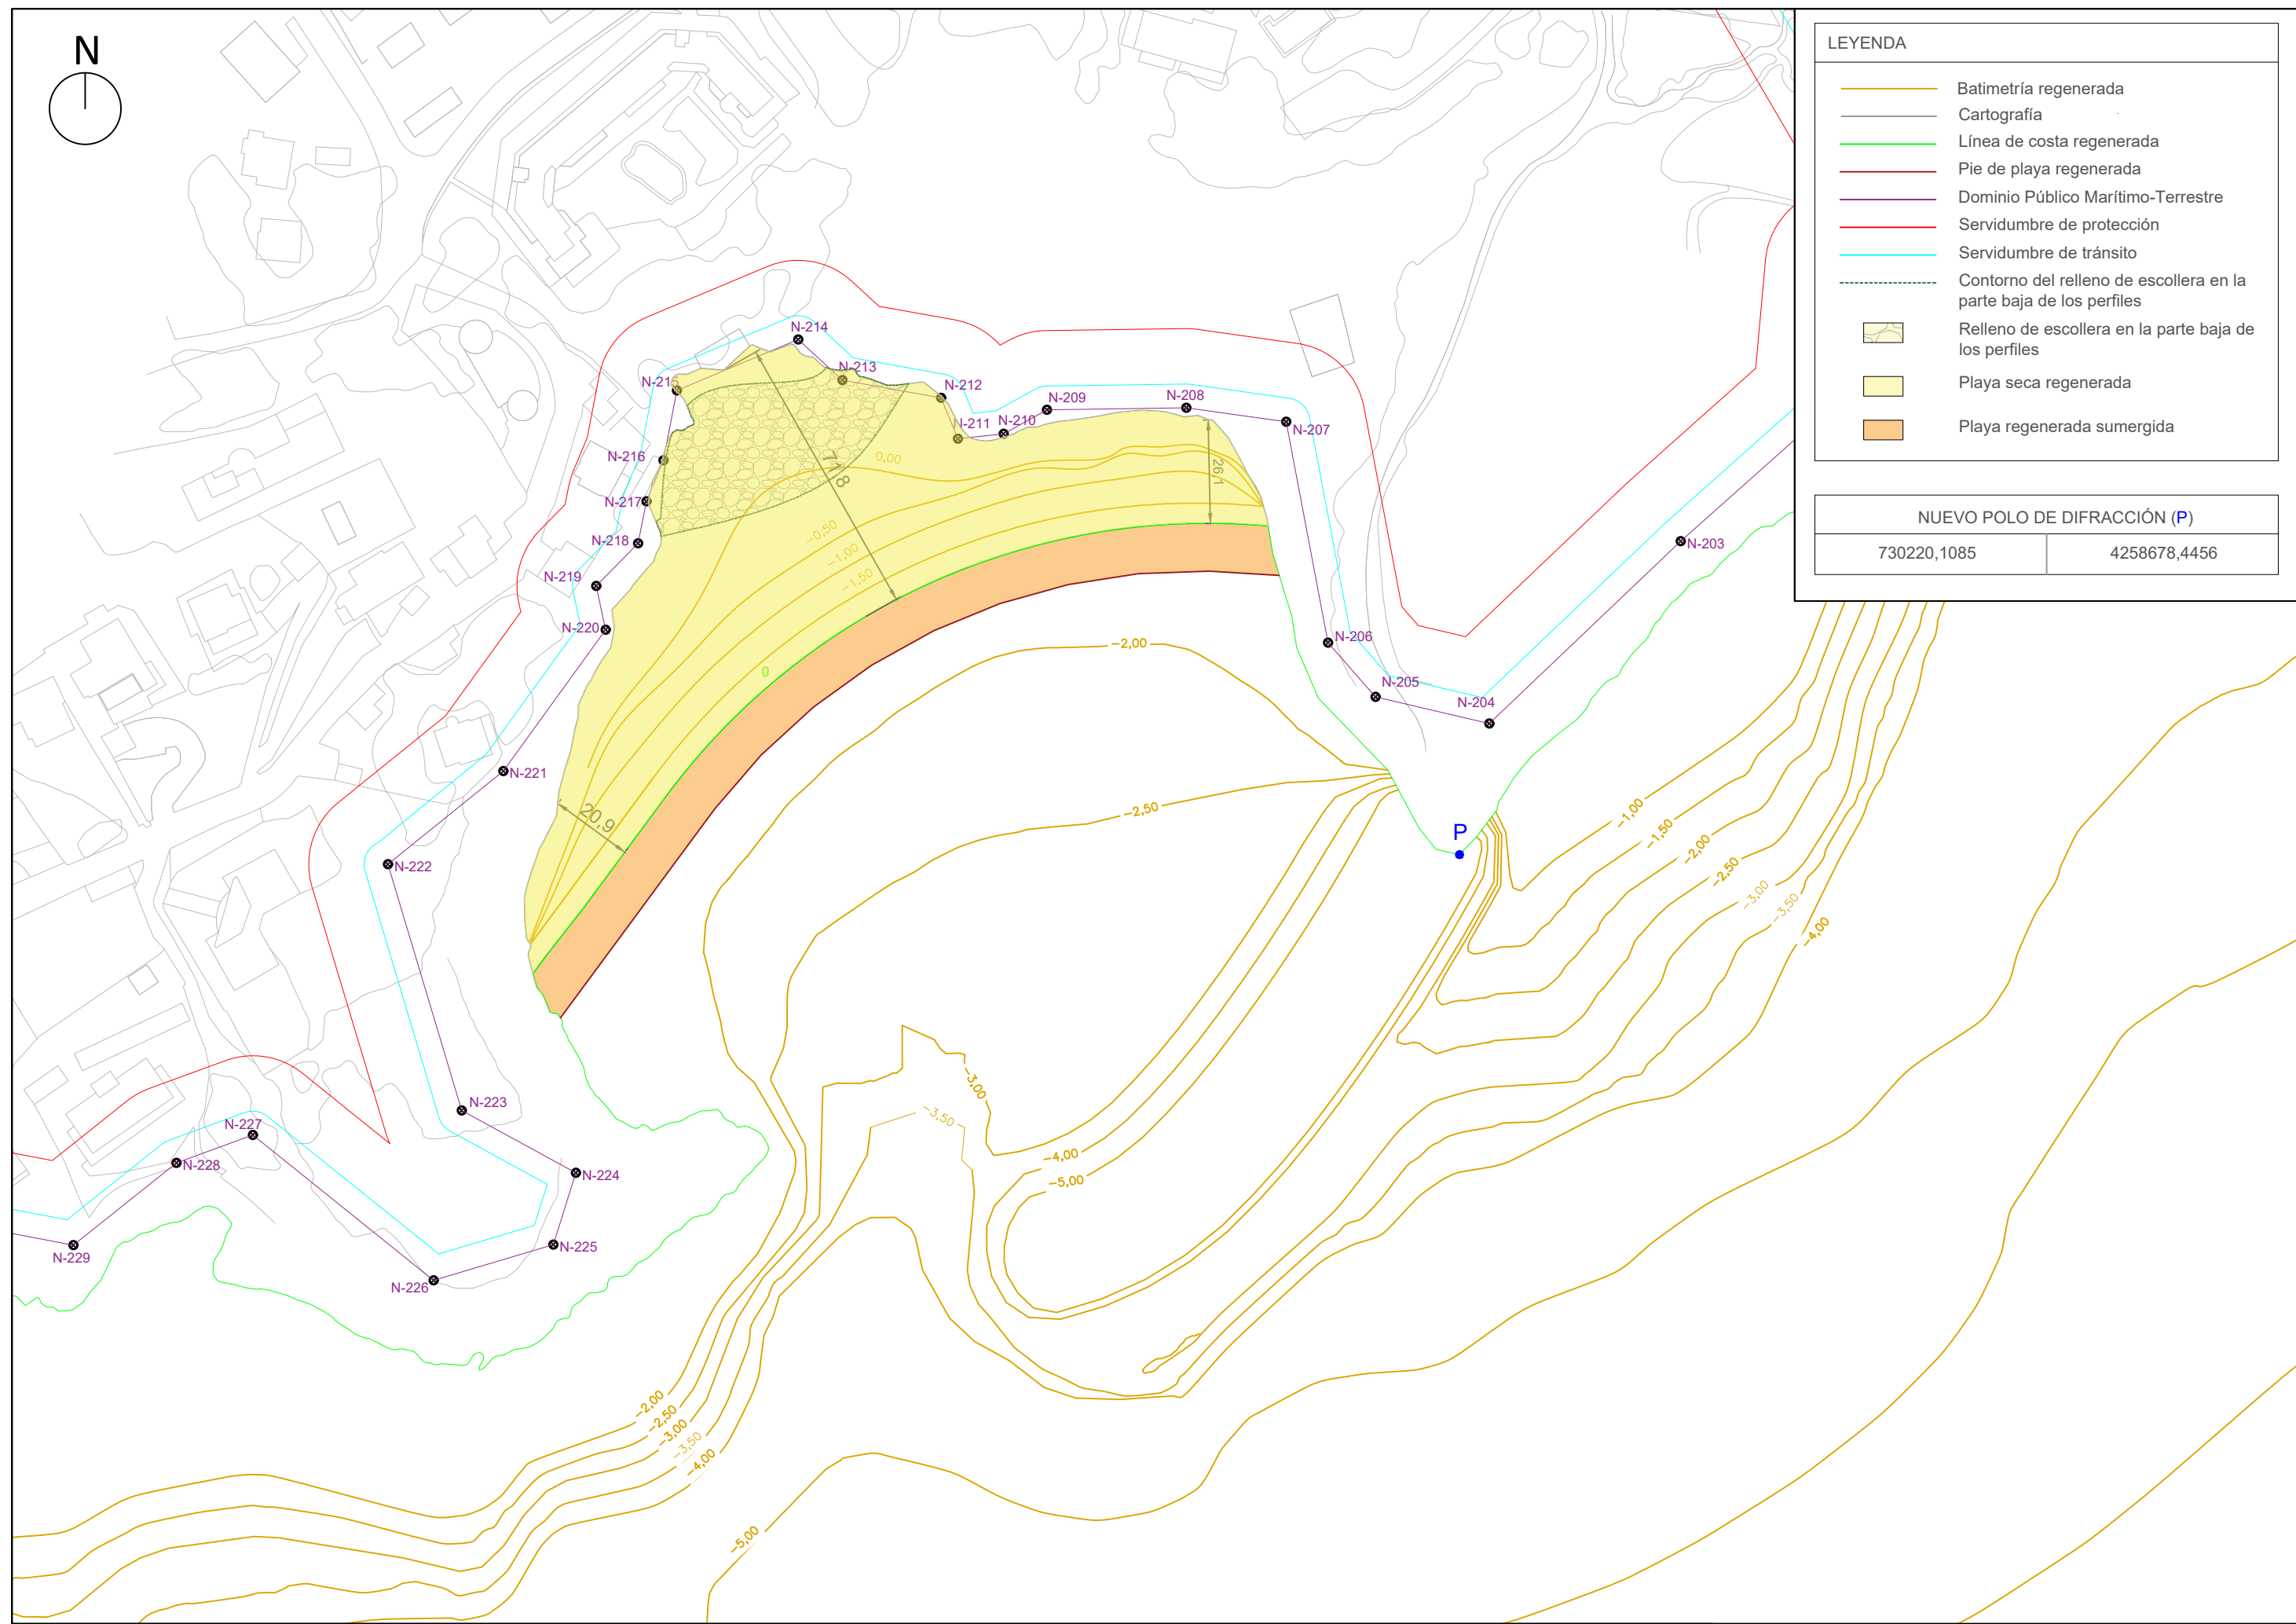 N
LEYENDA
Batimetría regenerada
Cartografía
Línea de costa regenerada
Pie de playa regenerada
Dominio Público Marítimo-Terrestre
Servidumbre de protección
Servidumbre de tránsito
Contorno del relleno de escollera en la
parte baja de los perfiles
Relleno de escollera en la parte baja de
los perfiles
Playa seca regenerada
Playa regenerada sumergida
NUEVO POLO DE DIFRACCIÓN (P)
730220,1085
4258678,4456
N-214
N-213
N-215
N-212
N-209
N-208
N-211
N-210
N-207
N-216
0,00
71,8
26,1
N-217
N-218
−0,50
−1,00
−1,50
N-203
N-219
N-220
N-206
−2,00
0
N-205
N-204
N-221
20,9
−2,50
P
N-222
−1,00
−1,50
−2,00
−2,50
−3,00
−3,50
−4,00
−3,00
−3,50
N-223
N-227
N-228
−4,00
−5,00
N-224
N-225
N-229
N-226
−2,00
−2,50
−3,00
−3,50
−4,00
−5,00